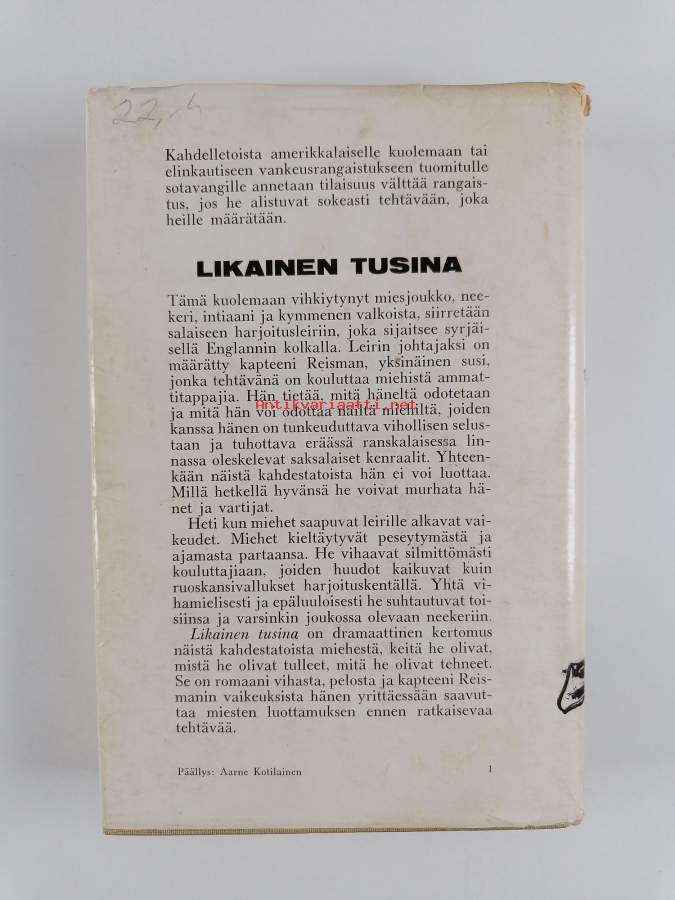 22,-
Kahdelletoista amerikkalaiselle kuolemaan tai
elinkautiseen vankeusrangaistukseen tuomitulle
sotavangille annetaan tilaisuus välttää rangais-
tus, jos he alistuvat sokeasti tehtävään, joka
heille määrätään.
LIKAINEN TUSINA
Tämä kuolemaan vihkiytynyt miesjoukko, nee-
keri, intiaani ja kymmenen valkoista, siirretään
salaiseen harjoitusleiriin, joka sijaitsee syrjäi-
sellä Englannin kolkalla. Leirin johtajaksi on
määrätty kapteeni Reisman, yksinäinen susi,
jonka tehtävänä on kouluttaa miehistä ammat-
titappajia. Hän tietää, mitä häneltä odotetaan
Antikvariaatti.net
ja mitä hän voi odottaa näiltä miehiltä, joiden
kanssa hänen on tunkeuduttava vihollisen selus-
taan ja tuhottava eräässä ranskalaisessa lin-
nassa oleskelevat saksalaiset kenraalit. Yhteen-
kään näistä kahdestatoista hän ei voi luottaa.
Millä hetkellä hyvänsä he voivat murhata hä-
net ja vartijat.
Heti kun miehet saapuvat leirille alkavat vai-
keudet. Miehet kieltäytyvät peseytymästä ja
ajamasta partaansa. He vihaavat silmittömästi
kouluttajiaan, joiden huudot kaikuvat kuin
ruoskansivallukset harjoituskentällä. Yhtä vi-
hamielisesti ja epäluuloisesti he suhtautuvat toi-
siinsa ja varsinkin joukossa olevaan neekeriin.
Likainen tusina on dramaattinen kertomus
näistä kahdestatoista miehestä, keitä he olivat,
mistä he olivat tulleet, mitä he olivat tehneet.
Se on romaani vihasta, pelosta ja kapteeni Reis-
manin vaikeuksista hänen yrittäessään saavut-
taa miesten luottamuksen ennen ratkaisevaa
tehtävää.
Päällys: Aarne Kotilainen 1